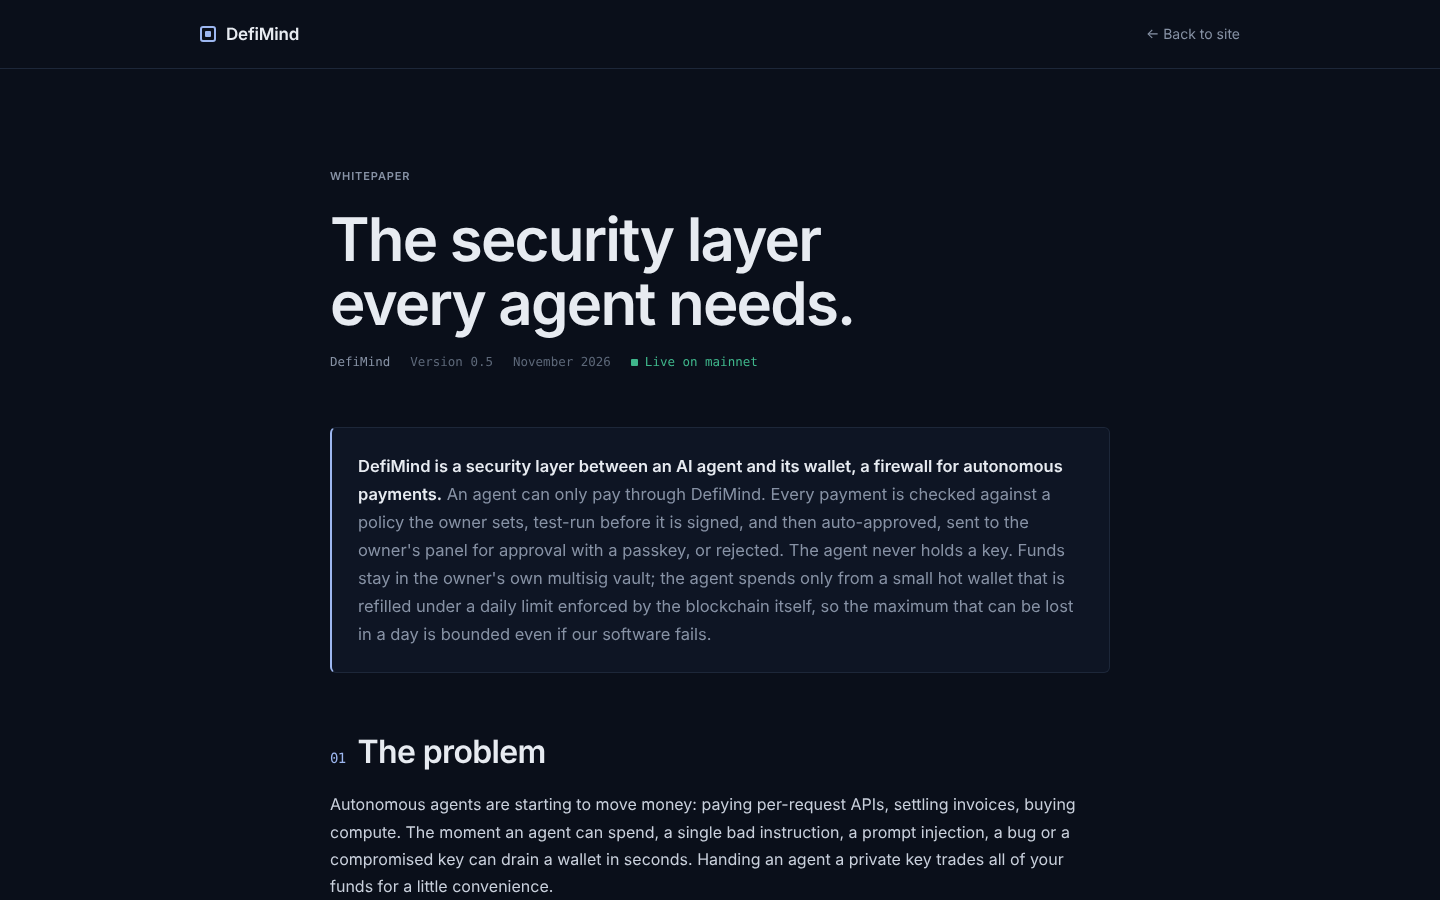 DefiMind
← Back to site
WHITEPAPER
The security layer
every agent needs.
DefiMind Version 0.5 November 2026 Live on mainnet
DefiMind is a security layer between an AI agent and its wallet, a firewall for autonomous
payments. An agent can only pay through DefiMind. Every payment is checked against a
policy the owner sets, test-run before it is signed, and then auto-approved, sent to the
owner's panel for approval with a passkey, or rejected. The agent never holds a key. Funds
stay in the owner's own multisig vault; the agent spends only from a small hot wallet that is
refilled under a daily limit enforced by the blockchain itself, so the maximum that can be lost
in a day is bounded even if our software fails.
01 The problem
Autonomous agents are starting to move money: paying per-request APIs, settling invoices, buying
compute. The moment an agent can spend, a single bad instruction, a prompt injection, a bug or a
compromised key can drain a wallet in seconds. Handing an agent a private key trades all of your
funds for a little convenience.